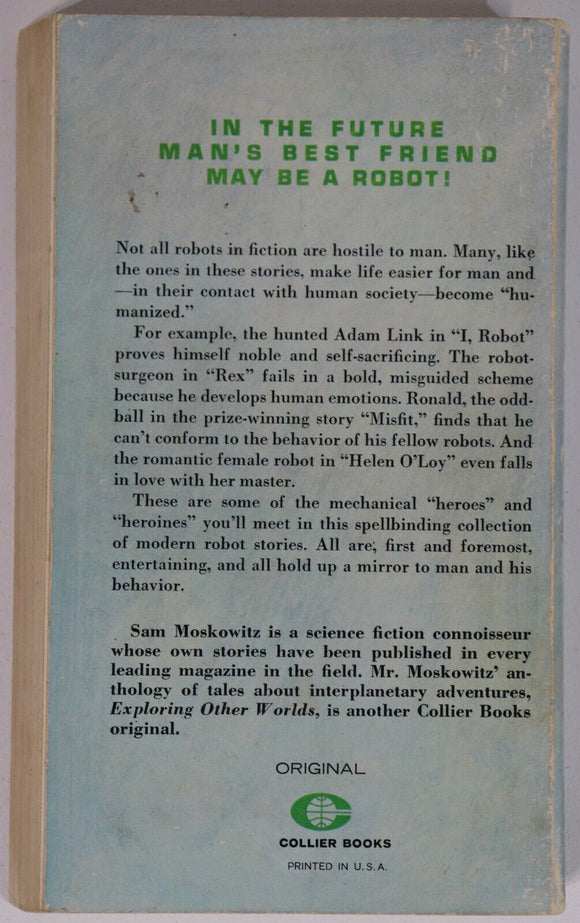 IN THE FUTURE
MAN'S BEST FRIEND
MAY BE A ROBOT!
Not all robots in fiction are hostile to man. Many, like
the ones in these stories, make life easier for man and
—in their contact with human society—become “hu-
manized.”
For example, the hunted Adam Link in “I, Robot”
proves himself noble and self-sacrificing. The robot-
surgeon in “Rex” fails in a bold, misguided scheme
because he develops human emotions. Ronald, the odd-
ball in the prize-winning story “Misfit,” finds that he
can’t conform to the behavior of his fellow robots. And
the romantic female robot in “Helen O’Loy” even falls
in love with her master.
These are some of the mechanical “heroes” and
“heroines” you’ll meet in this spellbinding collection
of modern robot stories. All are, first and foremost,
entertaining, and all hold up a mirror to man and his
behavior.
Sam Moskowitz is a science fiction connoisseur
whose own stories have been published in every
leading magazine in the field. Mr. Moskowitz’ an-
thology of tales about interplanetary adventures,
Exploring Other Worlds, is another Collier Books
original.
ORIGINAL
COLLIER BOOKS
PRINTED IN U.S.A.